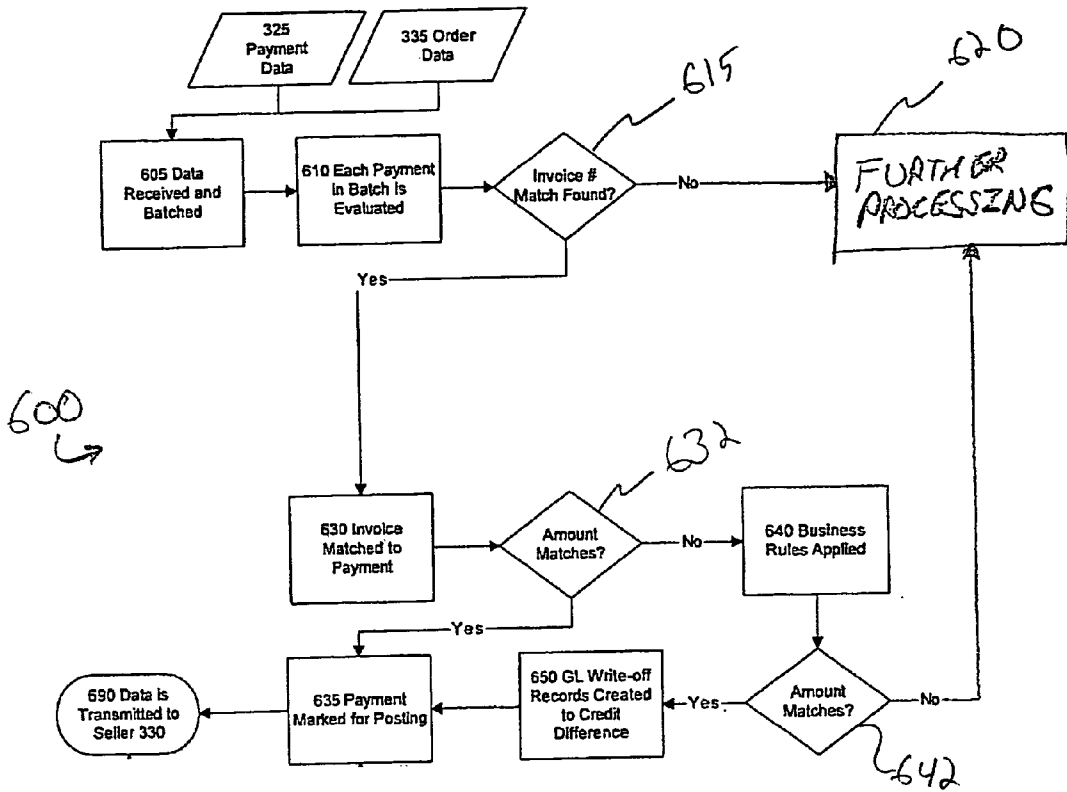 325
Payment
Data
335 Order
Data
615
620
605 Data
Received and
Batched
610 Each Payment
in Batch is
Evaluated
Invoice #
Match Found?
No
FURTHER
PROCESSING
Yes
600
632
630 Invoice
Matched to
Payment
Amount
Matches?
No
640 Business
Rules Applied
Yes
690 Data is
Transmitted to
Seller 330
635 Payment
Marked for Posting
650 GL Write-off
Records Created
to Credit
Difference
Yes
Amount
Matches?
No
642